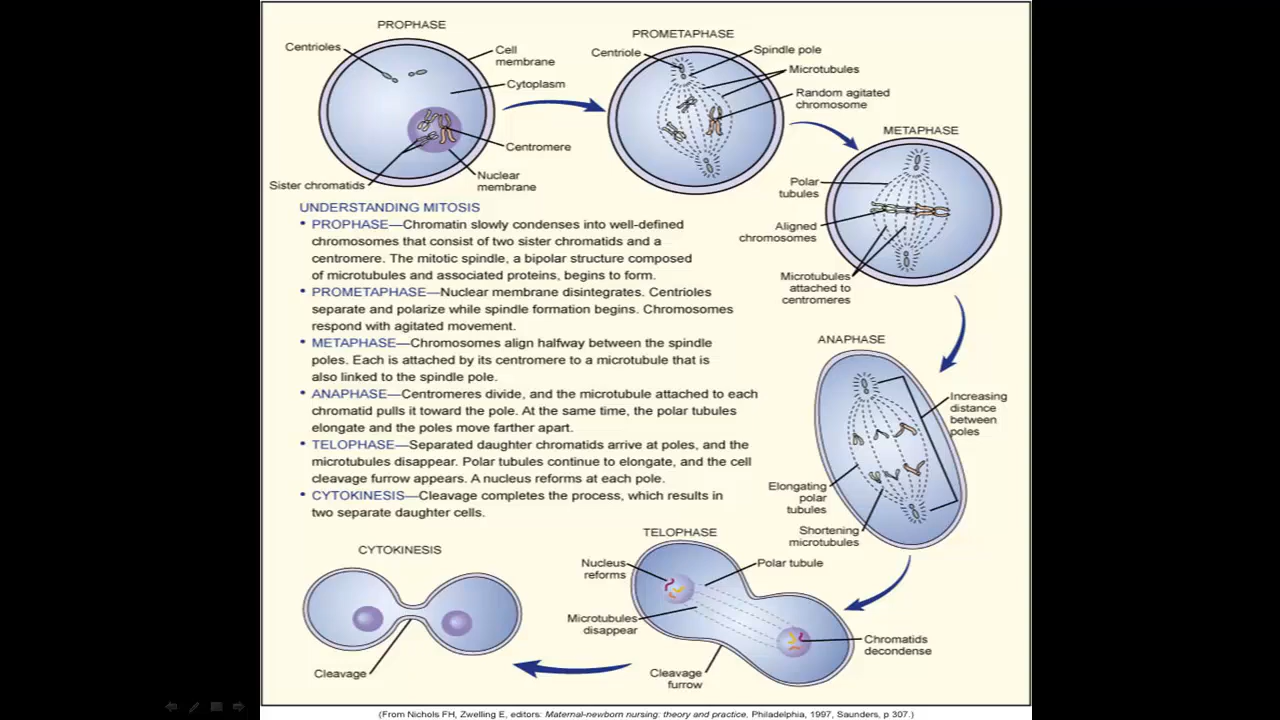 PROPHASE
Centrioles
Cell
membrane
Cytoplasm
Centromere
Nuclear
membrane
Sister chromatids
PROMETAPHASE
Centriole
Spindle pole
Microtubules
Random agitated
chromosome
METAPHASE
Polar
tubules
Aligned
chromosomes
Microtubules
attached to
centromeres
UNDERSTANDING MITOSIS
• PROPHASE—Chromatin slowly condenses into well-defined
chromosomes that consist of two sister chromatids and a
centromere. The mitotic spindle, a bipolar structure composed
of microtubules and associated proteins, begins to form.
• PROMETAPHASE—Nuclear membrane disintegrates. Centrioles
separate and polarize while spindle formation begins. Chromosomes
respond with agitated movement.
• METAPHASE—Chromosomes align halfway between the spindle
poles. Each is attached by its centromere to a microtubule that is
also linked to the spindle pole.
• ANAPHASE—Centromeres divide, and the microtubule attached to each
chromatid pulls it toward the pole. At the same time, the polar tubules
elongate and the poles move farther apart.
• TELOPHASE—Separated daughter chromatids arrive at poles, and the
microtubules disappear. Polar tubules continue to elongate, and the cell
cleavage furrow appears. A nucleus reforms at each pole.
• CYTOKINESIS—Cleavage completes the process, which results in
two separate daughter cells.
ANAPHASE
Increasing
distance
between
poles
Elongating
polar
tubules
Shortening
microtubules
TELOPHASE
Nucleus
reforms
Polar tubule
Microtubules
disappear
Chromatids
decondense
Cleavage
furrow
CYTOKINESIS
Cleavage
(From Nichols FH, Zwelling E, editors: Maternal-newborn nursing: theory and practice, Philadelphia, 1997, Saunders, p 307.)